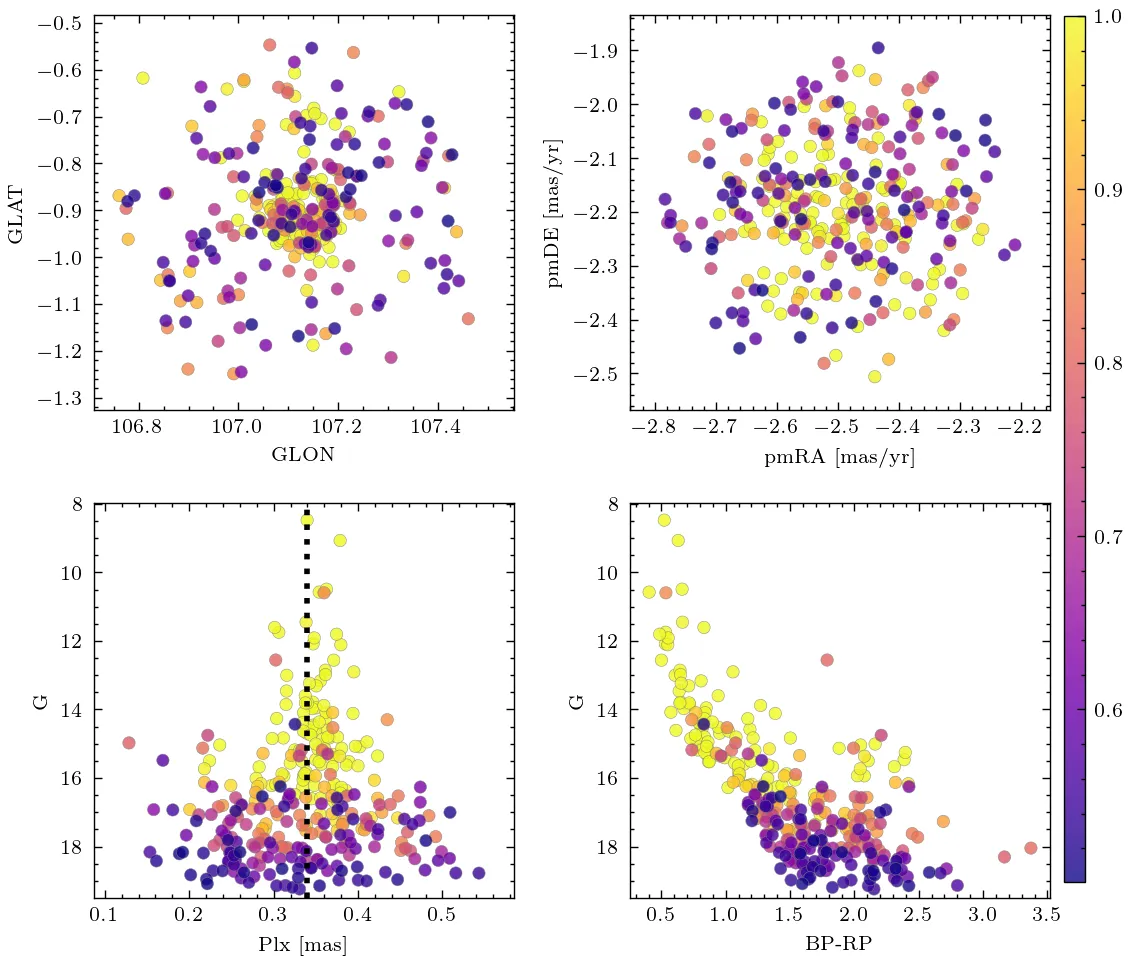 −0.5
−0.6
−0.7
−0.8
−0.9
−1.0
−1.1
−1.2
−1.3
GLAT
106.8 107.0 107.2 107.4
GLON
−1.9
−2.0
−2.1
−2.2
−2.3
−2.4
−2.5
pmDE [mas/yr]
−2.8 −2.7 −2.6 −2.5 −2.4 −2.3 −2.2
pmRA [mas/yr]
1.0
0.9
0.8
0.7
0.6
8
10
12
14
16
18
G
0.1 0.2 0.3 0.4 0.5
Plx [mas]
8
10
12
14
16
18
G
0.5 1.0 1.5 2.0 2.5 3.0 3.5
BP-RP